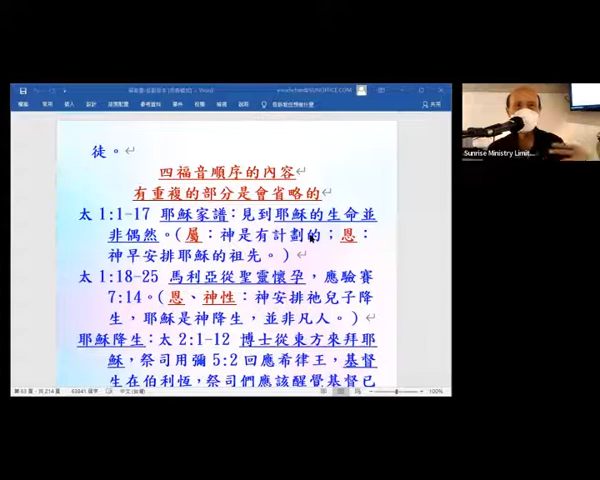 徒。
四福音順序的內容
有重複的部分是會省略的
太 1:1-17 耶穌家譜：見到耶穌的生命並
非偶然。（屬：神是有計劃的；恩：
神早安排耶穌的祖先。）
太 1:18-25 馬利亞從聖靈懷孕，應驗賽
7:14。（恩、神性：神安排祂兒子降
生，耶穌是神降生，並非凡人。）
耶穌降生：太 2:1-12 博士從東方來拜耶
穌，祭司用彌 5:2 回應希律王，基督
生在伯利恆，祭司們應該醒覺基督已
100%
Sunrise Ministry Limit...